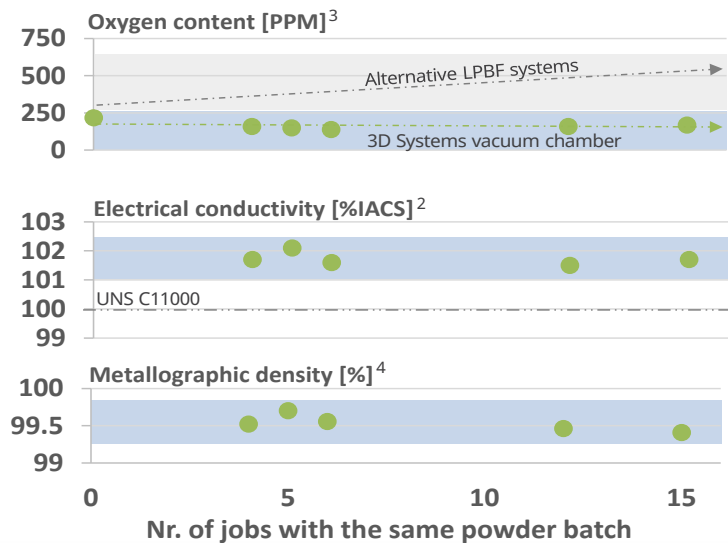 Oxygen content [PPM]3
750
500
250
0
Alternative LPBF systems
3D Systems vacuum chamber
Electrical conductivity [%IACS]2
103
102
101
100
99
UNS C11000
Metallographic density [%]4
100
99.5
99
0 5 10 15
Nr. of jobs with the same powder batch